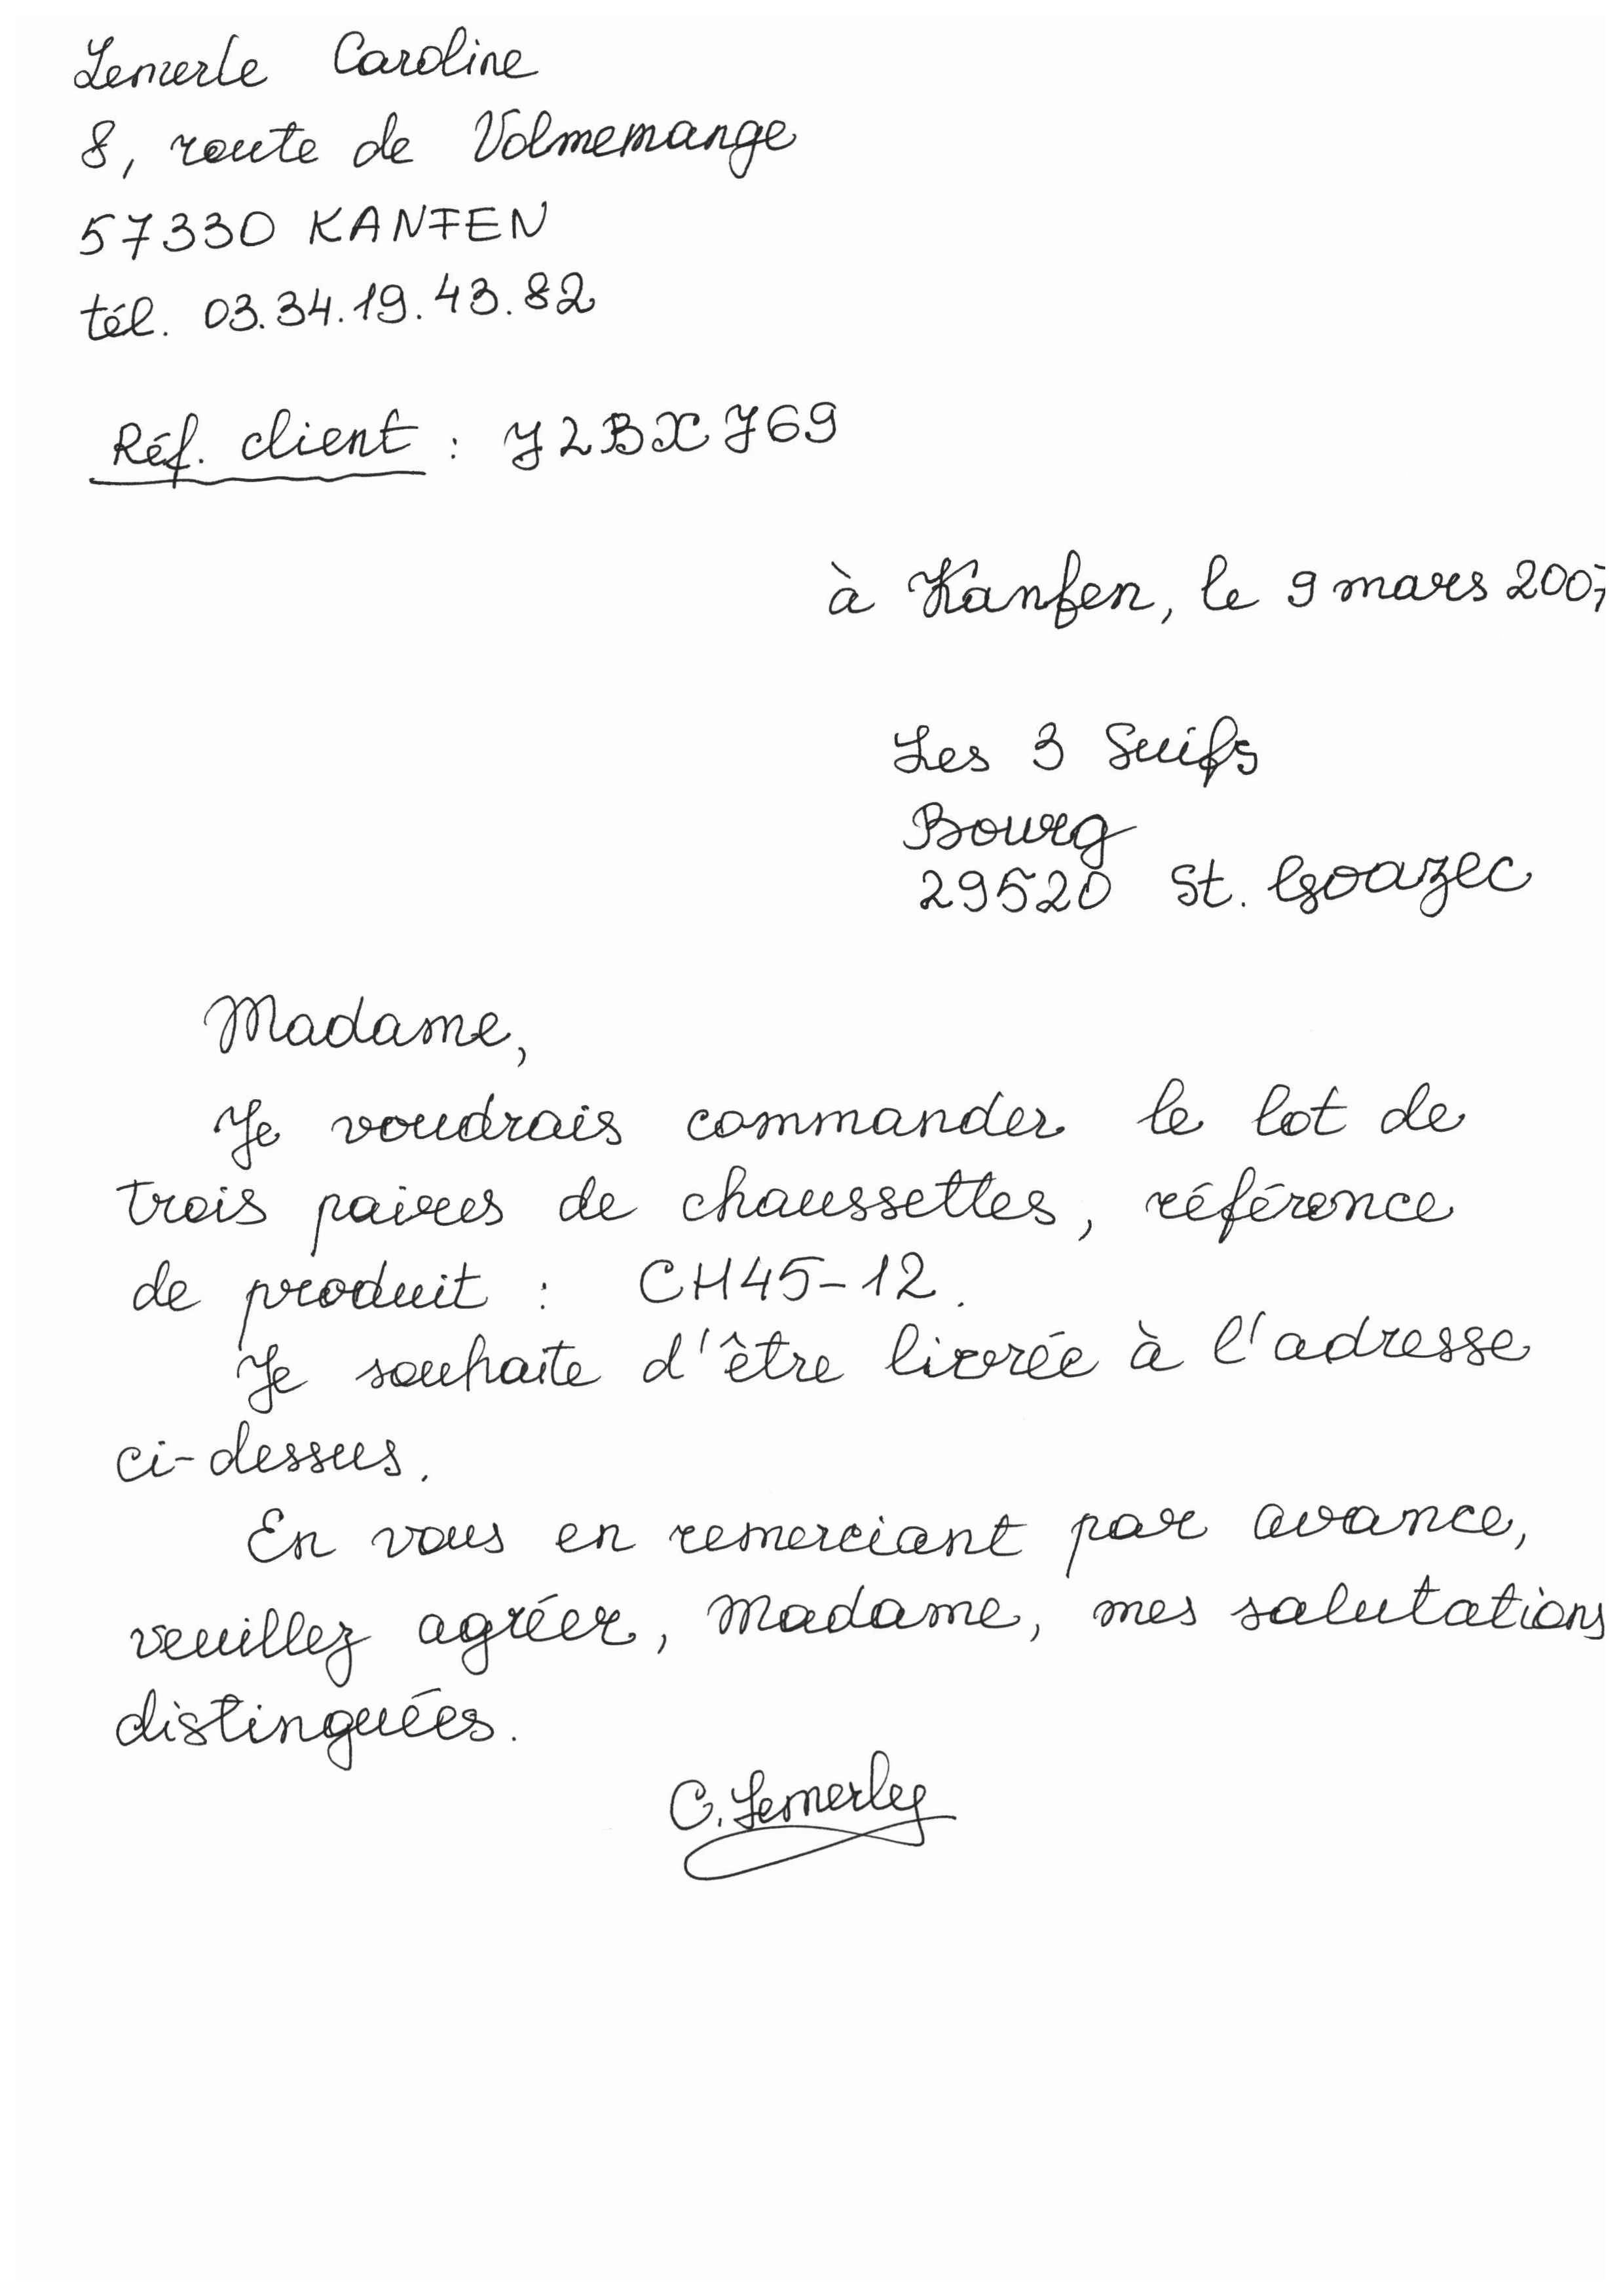 Lemerle Caroline
8, route de Volmemange
57330 KANFEN
tél. 03.34.19.43.82
Réf. client :
à Kanfen, le 9 mars 2007
Les 3 Suifs
Bourg
29520 St. Goazec
Madame,
Je voudrais commander le lot de
trois paires de chaussettes, référence
de produit : CH45-12.
Je souhaite d'être livrée à l'adresse
ci-dessus.
En vous en remerciant par avance,
veuillez agréer, Madame, mes salutations
distinguées.
C. Lemerle